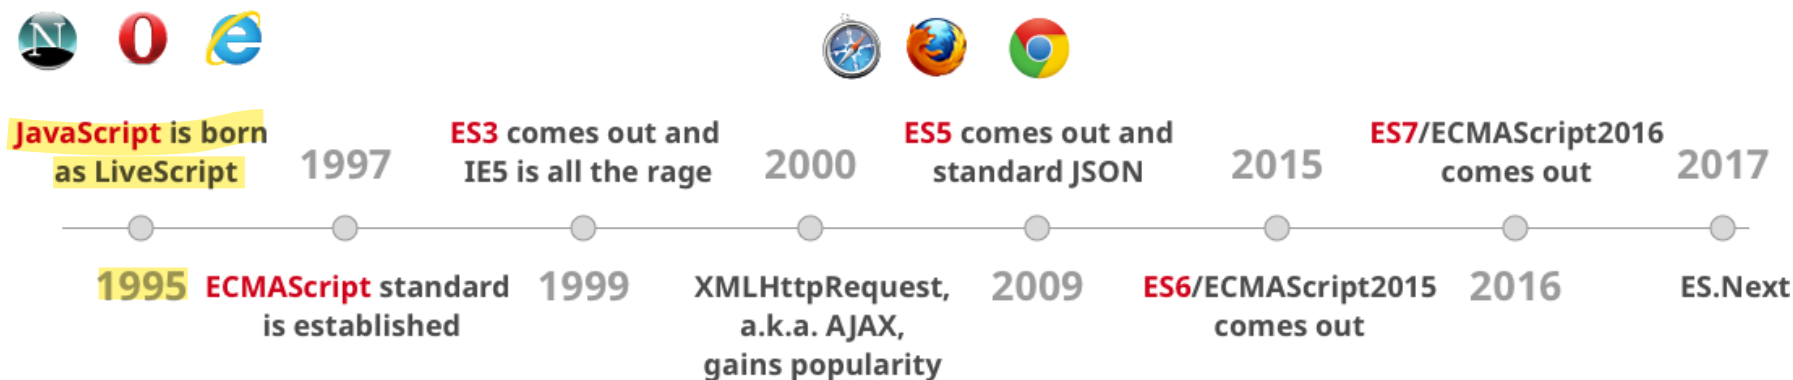 N
JavaScript is born
as LiveScript
1995
1997
ECMAScript standard
is established
ES3 comes out and
IE5 is all the rage
1999
2000
XMLHttpRequest,
a.k.a. AJAX,
gains popularity
ES5 comes out and
standard JSON
2009
2015
ES6/ECMAScript2015
comes out
ES7/ECMAScript2016
comes out
2016
2017
ES.Next